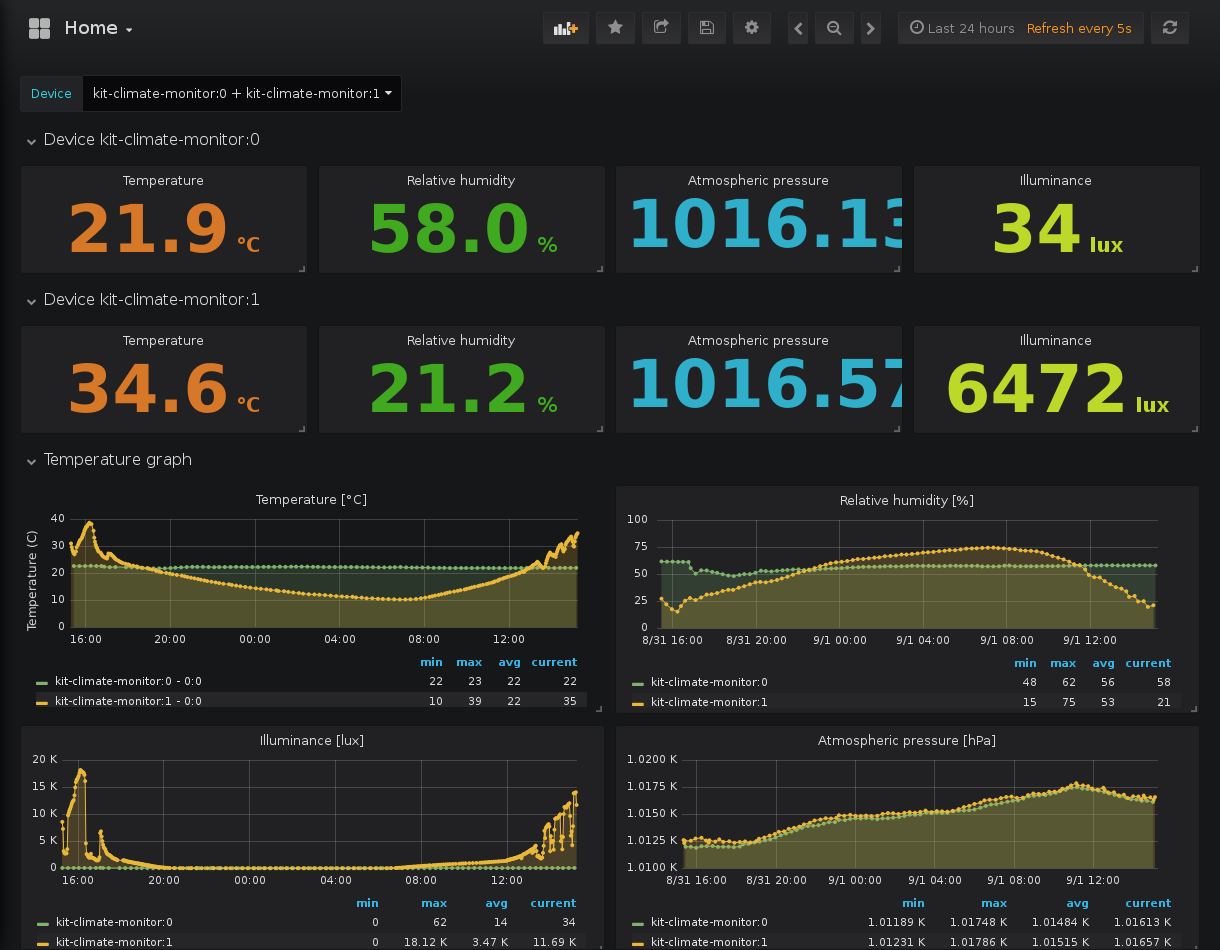 Home
Last 24 hours Refresh every 5s
Device kit-climate-monitor:0 + kit-climate-monitor:1
Device kit-climate-monitor:0
Temperature Relative humidity Atmospheric pressure Illuminance
21.9 °C 58.0 % 1016.13 34 lux
Device kit-climate-monitor:1
Temperature Relative humidity Atmospheric pressure Illuminance
34.6 °C 21.2 % 1016.57 6472 lux
Temperature graph
Temperature [°C]
Temperature (C)
40
30
20
10
0
16:00 20:00 00:00 04:00 08:00 12:00
min max avg current
kit-climate-monitor:0 - 0:0 22 23 22 22
kit-climate-monitor:1 - 0:0 10 39 22 35
Relative humidity [%]
100
75
50
25
0
8/31 16:00 8/31 20:00 9/1 00:00 9/1 04:00 9/1 08:00 9/1 12:00
min max avg current
kit-climate-monitor:0 48 62 56 58
kit-climate-monitor:1 15 75 53 21
Illuminance [lux]
20 K
15 K
10 K
5 K
0
16:00 20:00 00:00 04:00 08:00 12:00
min max avg current
kit-climate-monitor:0 0 62 14 34
kit-climate-monitor:1 0 18.12 K 3.47 K 11.69 K
Atmospheric pressure [hPa]
1.0200 K
1.0175 K
1.0150 K
1.0125 K
1.0100 K
8/31 16:00 8/31 20:00 9/1 00:00 9/1 04:00 9/1 08:00 9/1 12:00
min max avg current
kit-climate-monitor:0 1.01189 K 1.01748 K 1.01484 K 1.01613 K
kit-climate-monitor:1 1.01231 K 1.01786 K 1.01515 K 1.01657 K